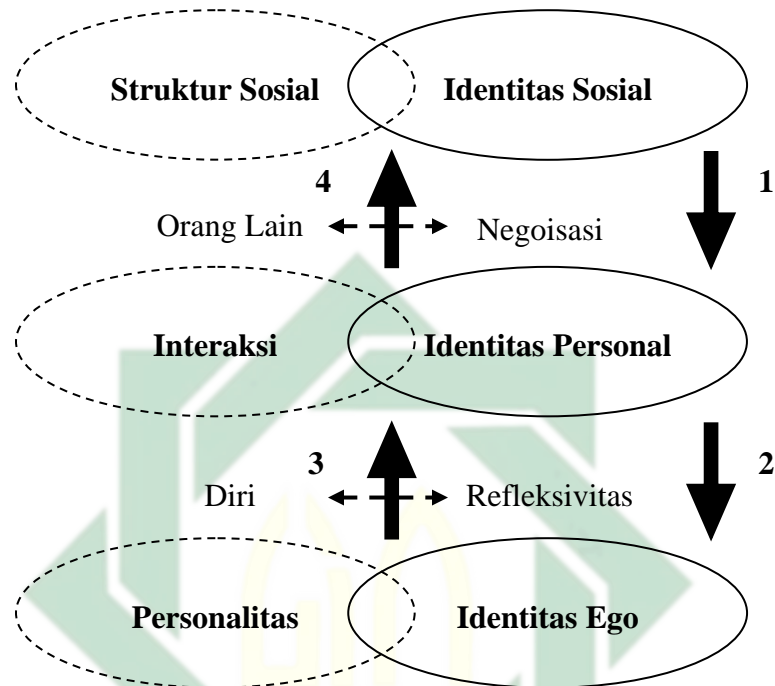 Struktur Sosial Identitas Sosial
4 1
Orang Lain Negoisasi
Interaksi Identitas Personal
3 2
Diri Refleksivitas
Personalitas Identitas Ego